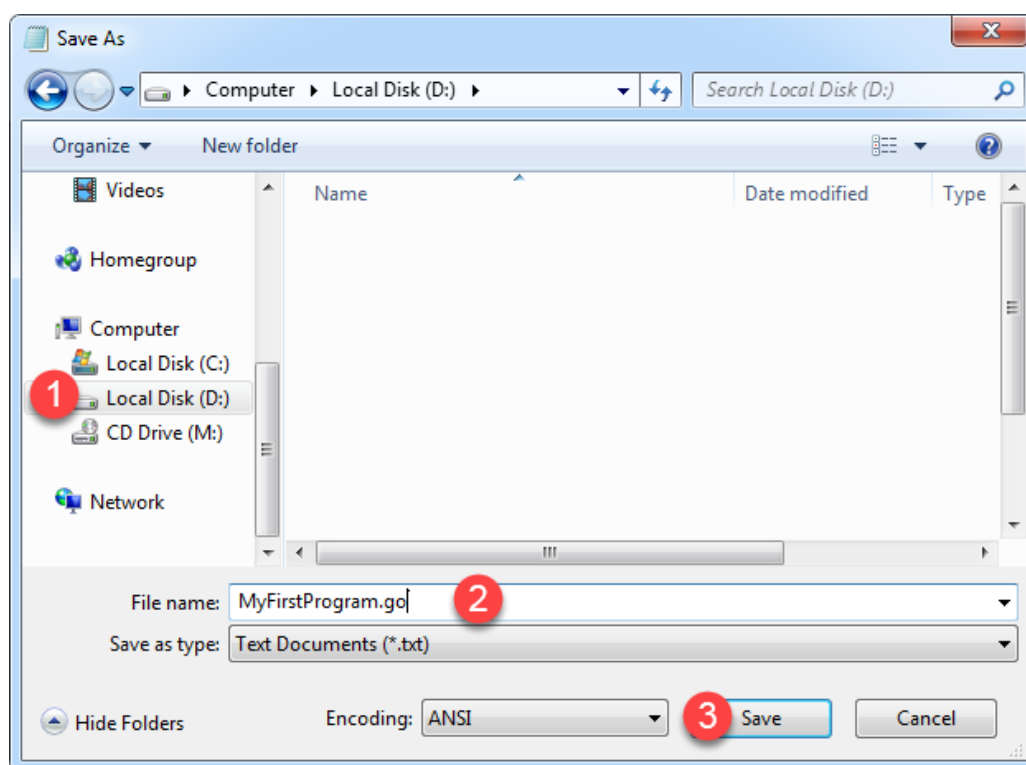 Save As
Computer Local Disk (D:)
Search Local Disk (D:)
Organize New folder
Name Date modified Type
Videos
Homegroup
Computer
Local Disk (C:)
1 Local Disk (D:)
CD Drive (M:)
Network
File name: MyFirstProgram.go 2
Save as type: Text Documents (*.txt)
Hide Folders Encoding: ANSI 3 Save Cancel